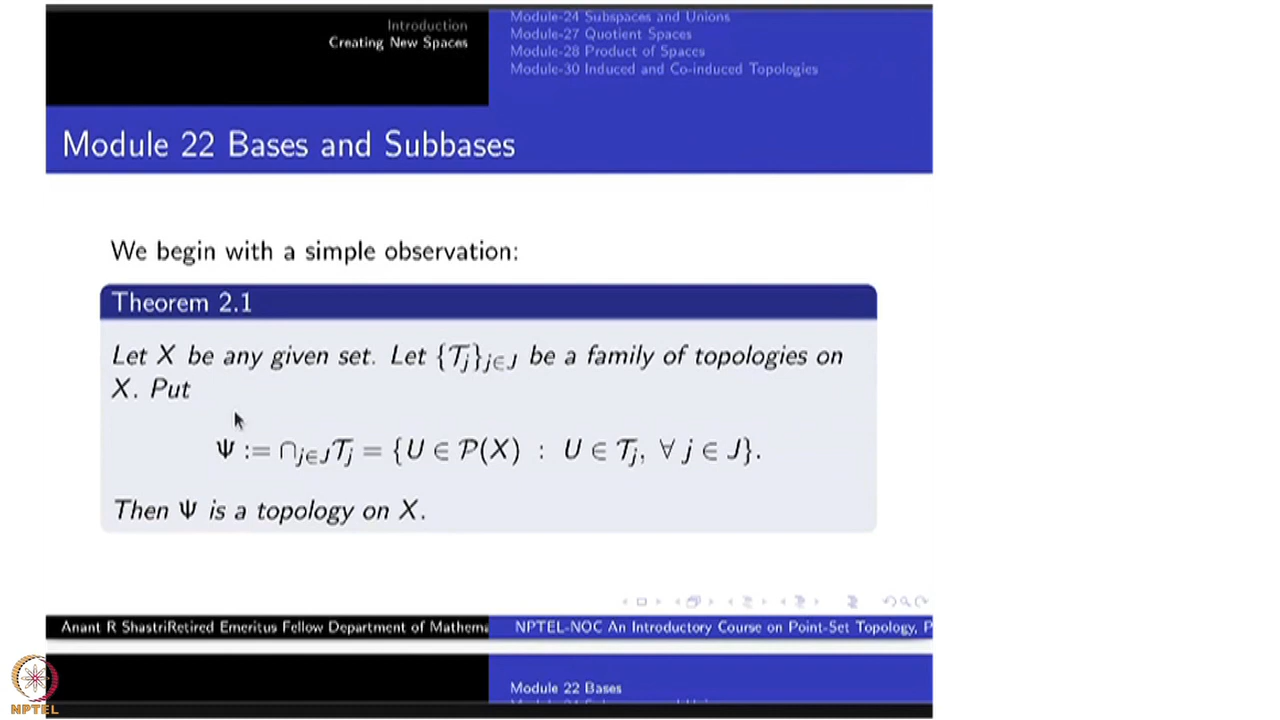 Introduction
Creating New Spaces
Module-24 Subspaces and Unions
Module-27 Quotient Spaces
Module-28 Product of Spaces
Module-30 Induced and Co-induced Topologies
Module 22 Bases and Subbases
We begin with a simple observation:
Theorem 2.1
Let X be any given set. Let {𝒯_j}_{j∈J} be a family of topologies on
X. Put
Ψ := ∩_{j∈J}𝒯_j = {U ∈ 𝒫(X) : U ∈ 𝒯_j, ∀ j ∈ J}.
Then Ψ is a topology on X.
Anant R ShastriRetired Emeritus Fellow Department of Mathema
NPTEL-NOC An Introductory Course on Point-Set Topology, P
Module 22 Bases
NPTEL